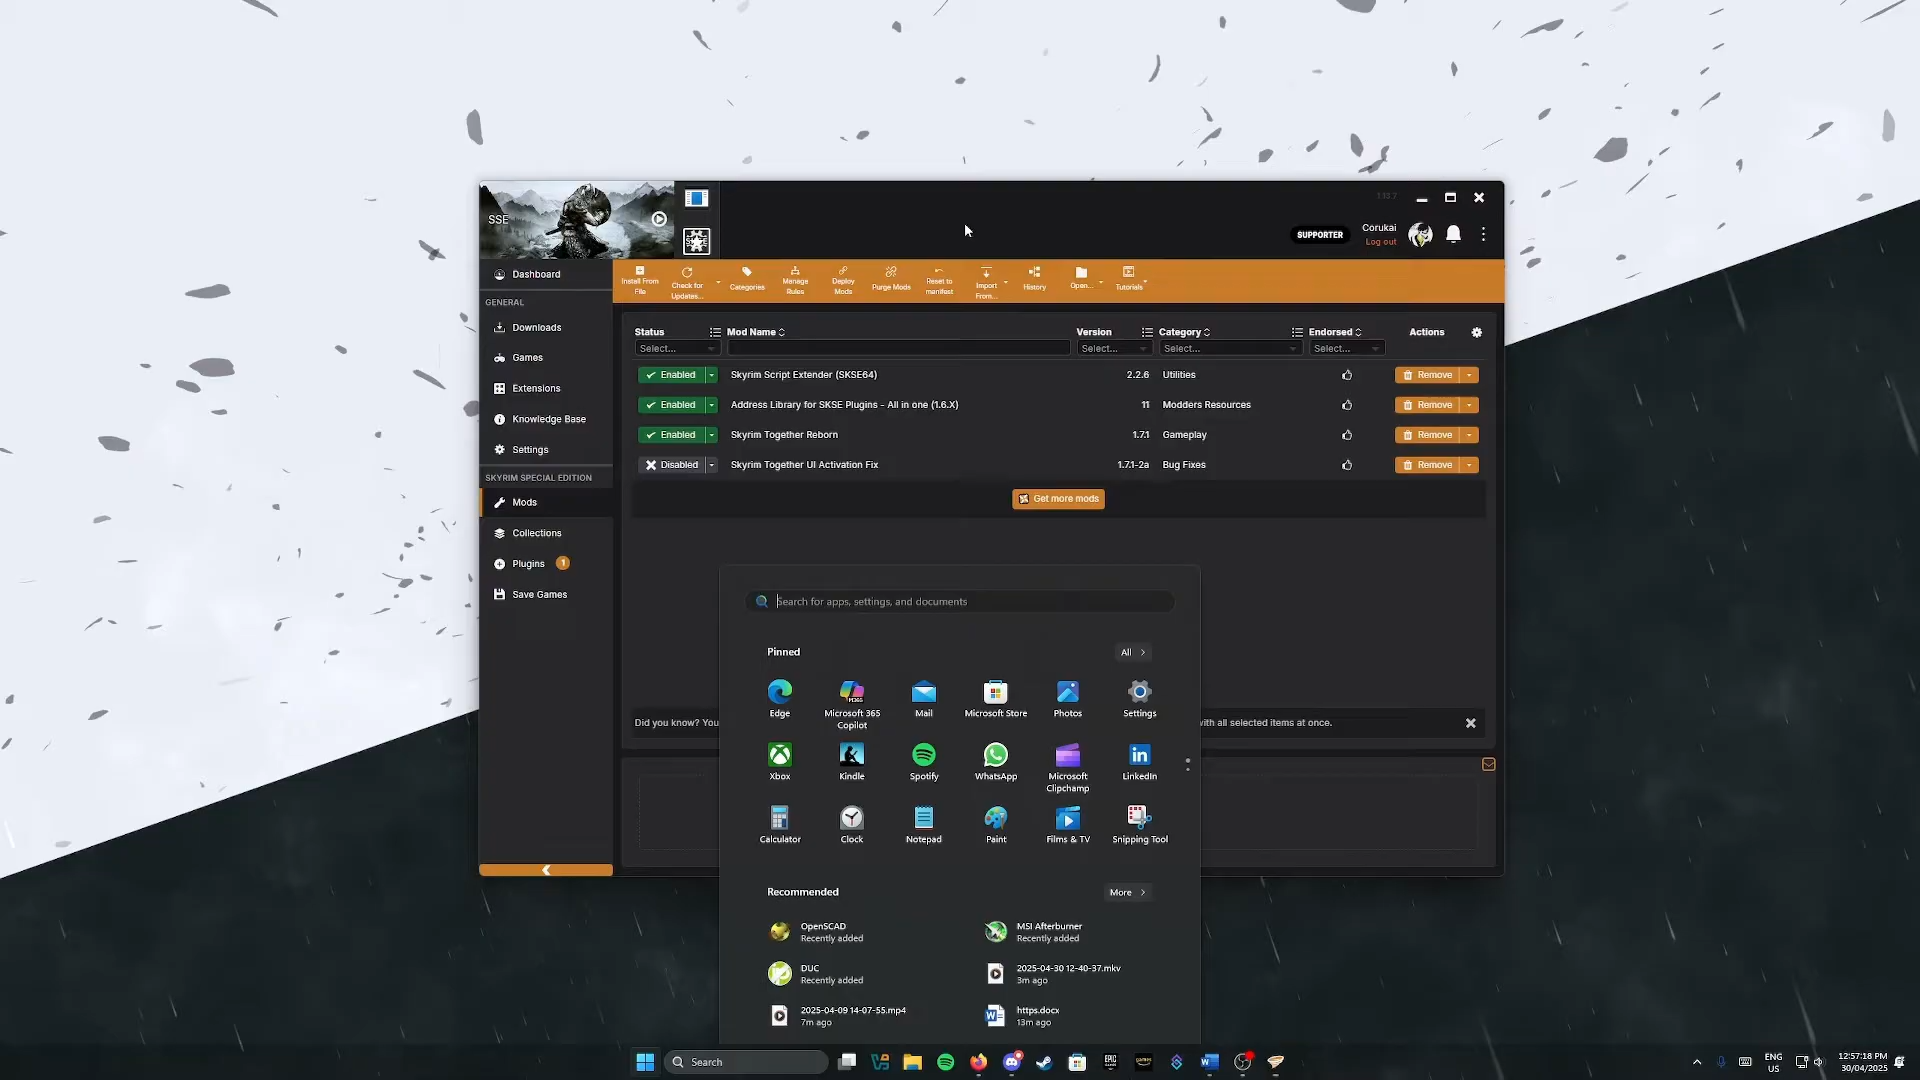 SSE
1.13.7
SUPPORTER
Corukai
Log out
Dashboard
GENERAL
Downloads
Games
Extensions
Knowledge Base
Settings
SKYRIM SPECIAL EDITION
Mods
Collections
Plugins 1
Save Games
Install From
File
Check for
Updates...
Categories
Manage
Rules
Deploy
Mods
Purge Mods
Reset to
manifest
Import
From...
History
Open...
Tutorials
Status Mod Name Version Category Endorsed Actions
Select... Select... Select... Select...
Enabled Skyrim Script Extender (SKSE64) 2.2.6 Utilities Remove
Enabled Address Library for SKSE Plugins - All in one (1.6.X) 11 Modders Resources Remove
Enabled Skyrim Together Reborn 1.7.1 Gameplay Remove
Disabled Skyrim Together UI Activation Fix 1.7.1-2a Bug Fixes Remove
Get more mods
Did you know? You
with all selected items at once.
Search for apps, settings, and documents
Pinned All
Edge
Microsoft 365
Copilot
Mail
Microsoft Store
Photos
Settings
Xbox
Kindle
Spotify
WhatsApp
Microsoft
Clipchamp
LinkedIn
Calculator
Clock
Notepad
Paint
Films & TV
Snipping Tool
Recommended More
OpenSCAD
Recently added
MSI Afterburner
Recently added
DUC
Recently added
2025-04-30 12-40-37.mkv
3m ago
2025-04-09 14-07-55.mp4
7m ago
https.docx
13m ago
Search
ENG
US
12:57:18 PM
30/04/2025